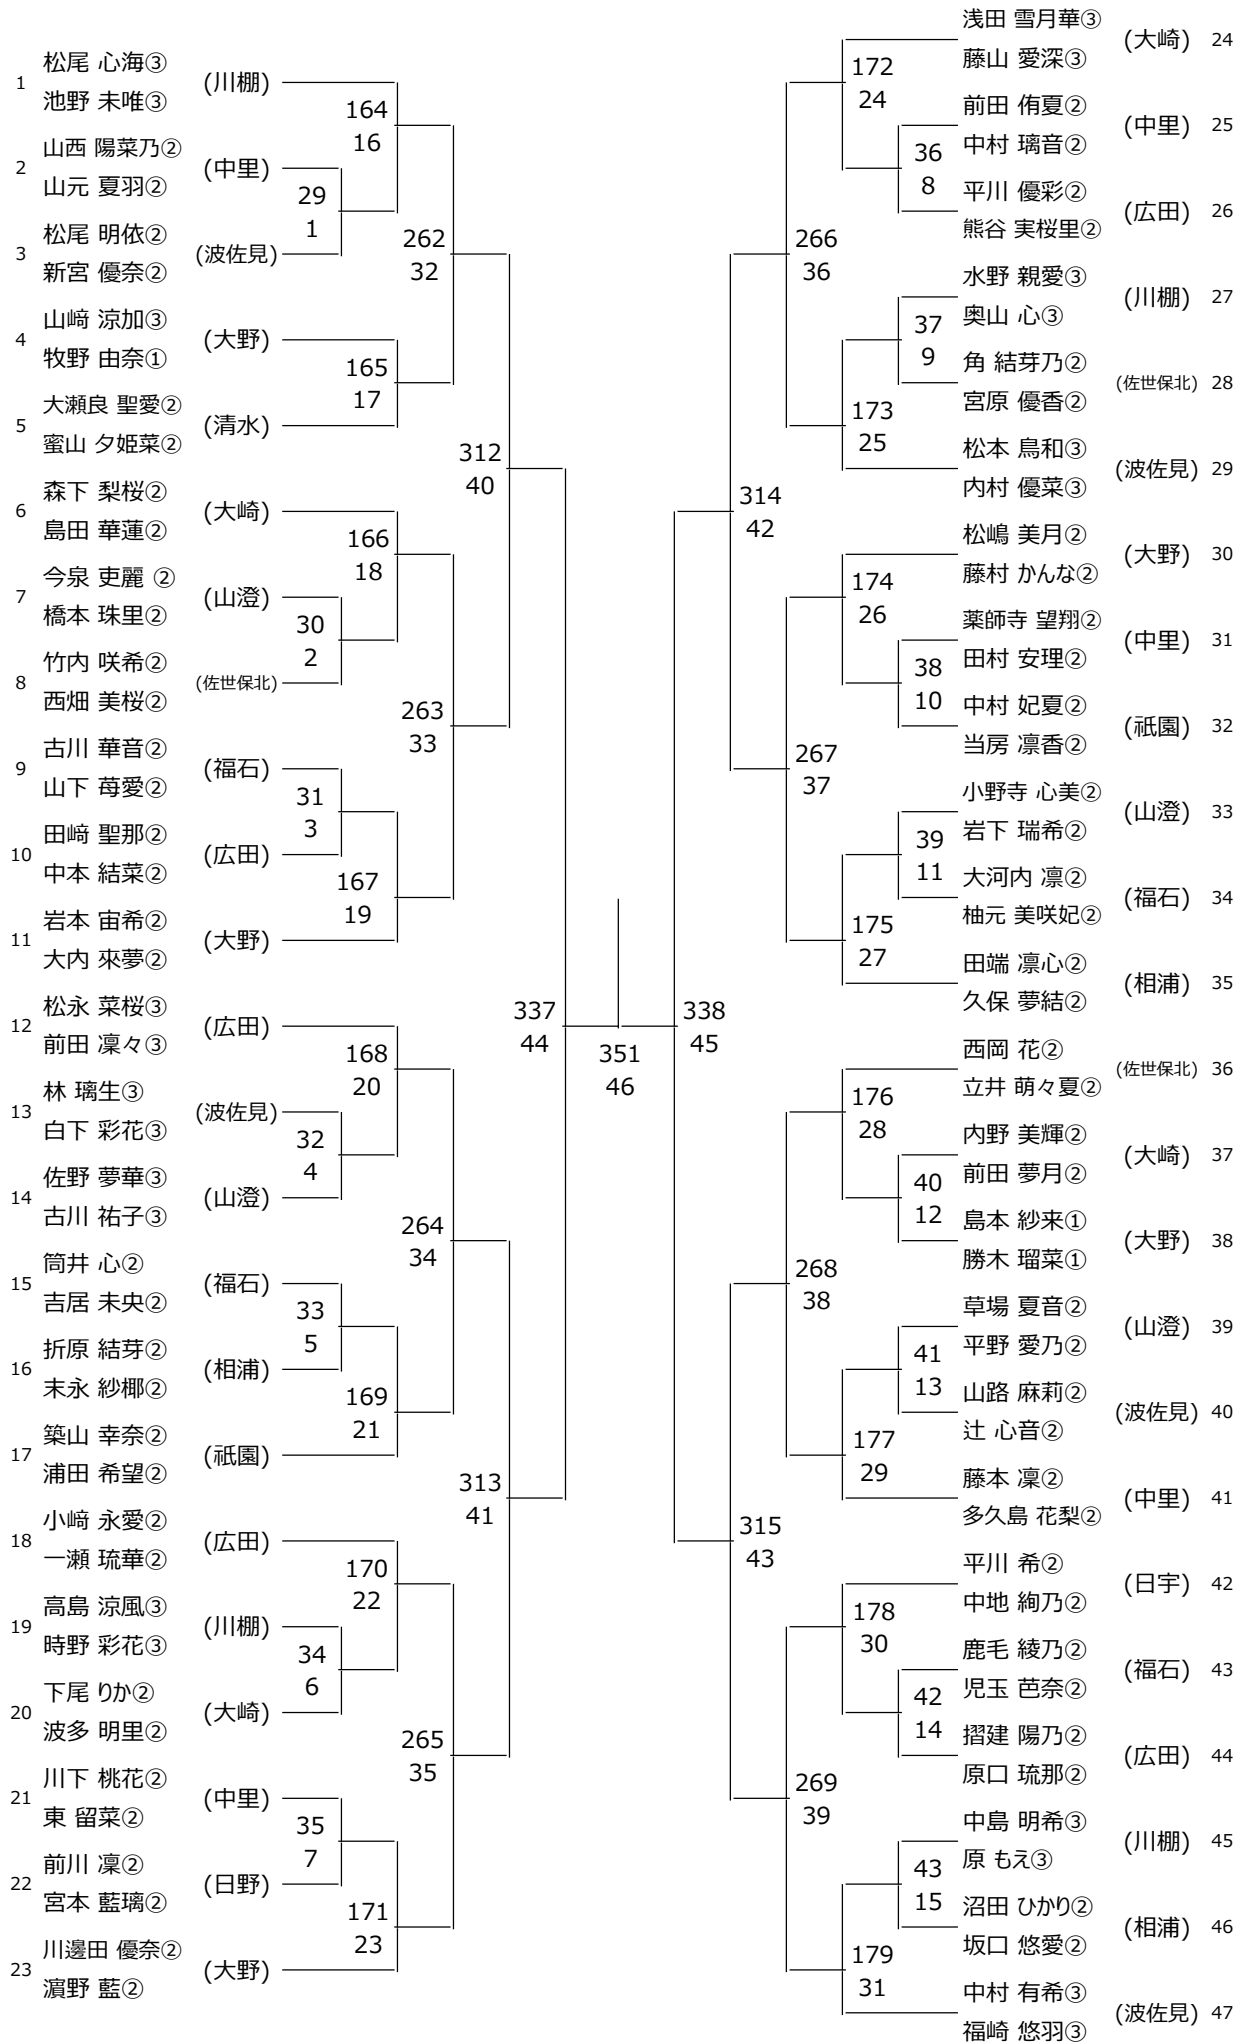 1 松尾 心海③ (川棚)
池野 未唯③
2 山西 陽菜乃② (中里)
山元 夏羽②
3 松尾 明依② (波佐見)
新宮 優奈②
4 山﨑 涼加③ (大野)
牧野 由奈①
5 大瀬良 聖愛② (清水)
蜜山 夕姫菜②
6 森下 梨桜② (大崎)
島田 華蓮②
7 今泉 吏麗 ② (山澄)
橋本 珠里②
8 竹内 咲希② (佐世保北)
西畑 美桜②
9 古川 華音② (福石)
山下 苺愛②
10 田﨑 聖那② (広田)
中本 結菜②
11 岩本 宙希② (大野)
大内 來夢②
12 松永 菜桜③ (広田)
前田 凜々③
13 林 璃生③ (波佐見)
白下 彩花③
14 佐野 夢華③ (山澄)
古川 祐子③
15 筒井 心② (福石)
吉居 未央②
16 折原 結芽② (相浦)
末永 紗椰②
17 築山 幸奈② (祇園)
浦田 希望②
18 小﨑 永愛② (広田)
一瀬 琉華②
19 高島 涼風③ (川棚)
時野 彩花③
20 下尾 りか② (大崎)
波多 明里②
21 川下 桃花② (中里)
東 留菜②
22 前川 凜② (日野)
宮本 藍璃②
23 川邊田 優奈② (大野)
濵野 藍②
29
1
30
2
31
3
32
4
33
5
34
6
35
7
164
16
165
17
166
18
167
19
168
20
169
21
170
22
171
23
262
32
263
33
264
34
265
35
312
40
313
41
337
44
351
46
338
45
314
42
315
43
266
36
267
37
268
38
269
39
172
24
173
25
174
26
175
27
176
28
177
29
178
30
179
31
36
8
37
9
38
10
39
11
40
12
41
13
42
14
43
15
浅田 雪月華③ (大崎) 24
藤山 愛深③
前田 侑夏② (中里) 25
中村 璃音②
平川 優彩② (広田) 26
熊谷 実桜里②
水野 親愛③ (川棚) 27
奥山 心③
角 結芽乃② (佐世保北) 28
宮原 優香②
松本 鳥和③ (波佐見) 29
内村 優菜③
松嶋 美月② (大野) 30
藤村 かんな②
薬師寺 望翔② (中里) 31
田村 安理②
中村 妃夏② (祇園) 32
当房 凛香②
小野寺 心美② (山澄) 33
岩下 瑞希②
大河内 凛② (福石) 34
柚元 美咲妃②
田端 凛心② (相浦) 35
久保 夢結②
西岡 花② (佐世保北) 36
立井 萌々夏②
内野 美輝② (大崎) 37
前田 夢月②
島本 紗来① (大野) 38
勝木 瑠菜①
草場 夏音② (山澄) 39
平野 愛乃②
山路 麻莉② (波佐見) 40
辻 心音②
藤本 凜② (中里) 41
多久島 花梨②
平川 希② (日宇) 42
中地 絢乃②
鹿毛 綾乃② (福石) 43
児玉 芭奈②
摺建 陽乃② (広田) 44
原口 琉那②
中島 明希③ (川棚) 45
原 もえ③
沼田 ひかり② (相浦) 46
坂口 悠愛②
中村 有希③ (波佐見) 47
福崎 悠羽③